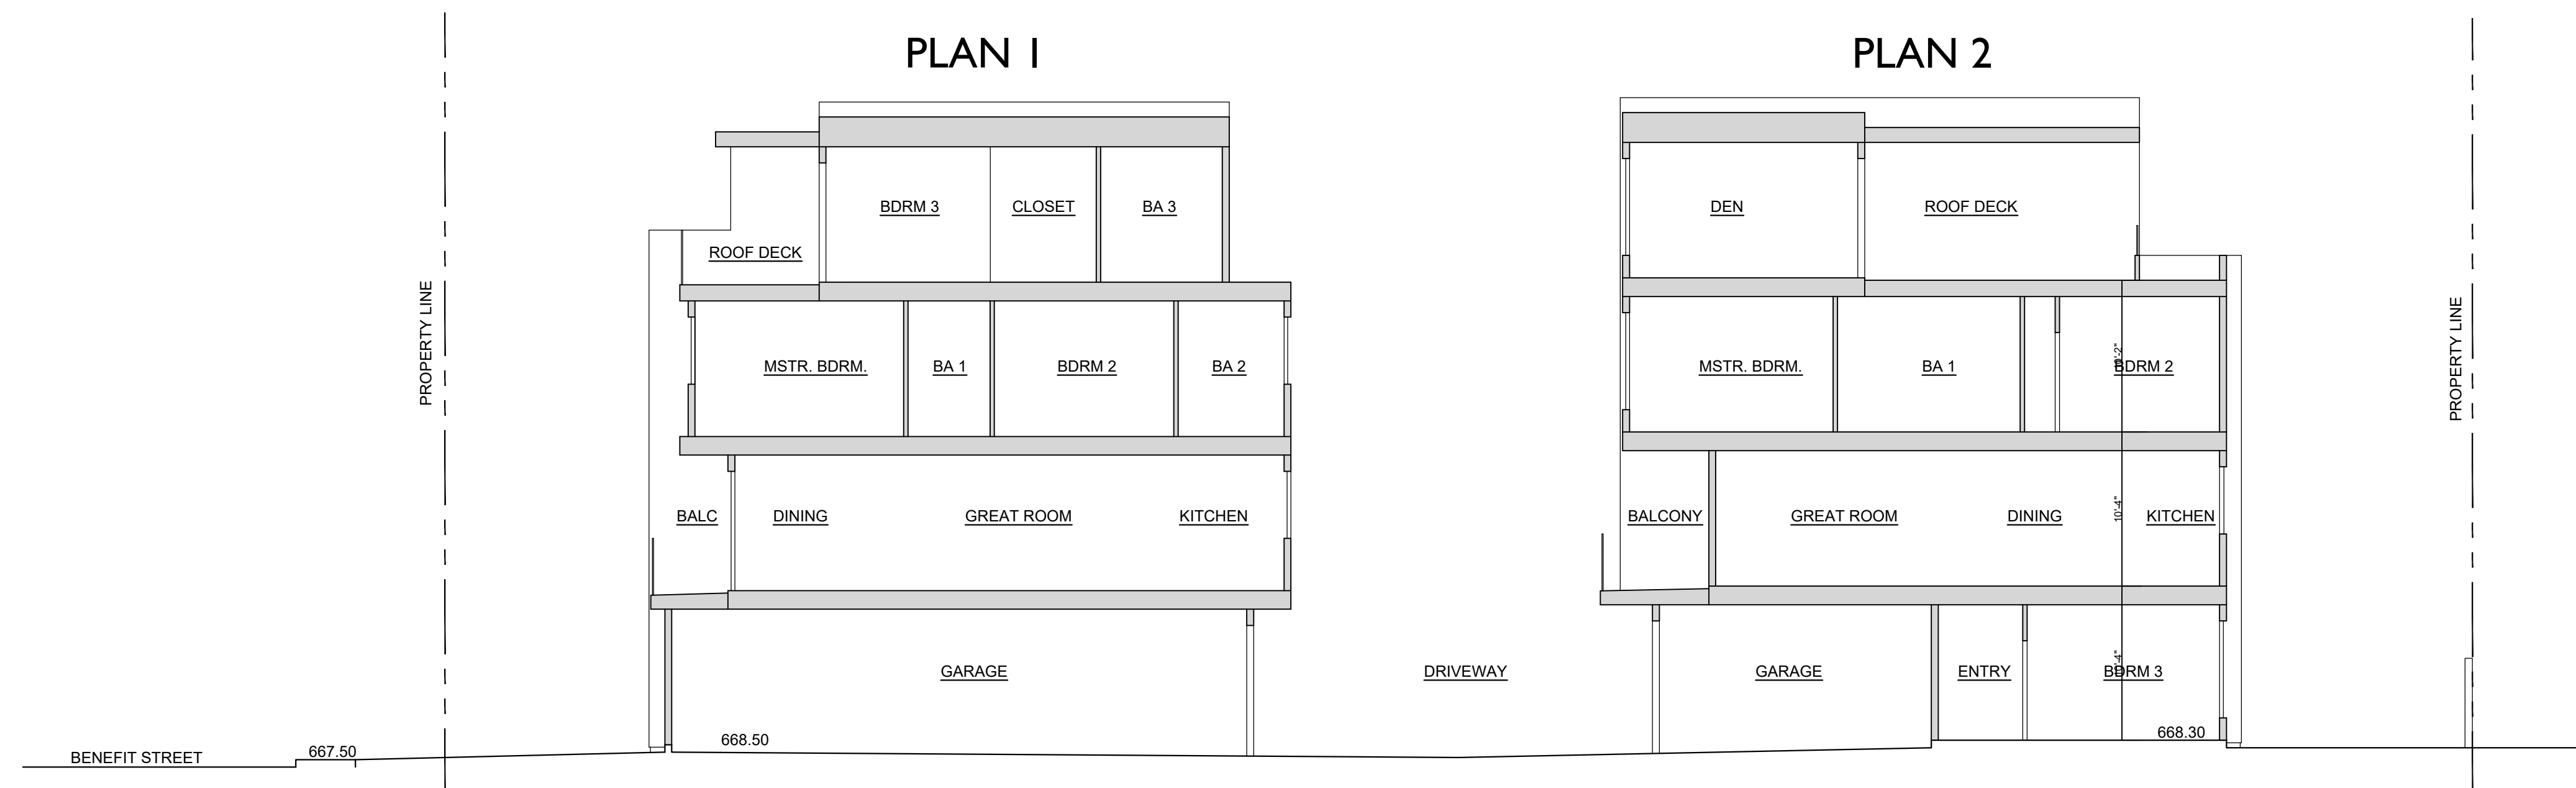 PLAN 1
PLAN 2
BDRM 3
CLOSET
BA 3
DEN
ROOF DECK
ROOF DECK
PROPERTY LINE
PROPERTY LINE
MSTR. BDRM.
BA 1
BDRM 2
BA 2
MSTR. BDRM.
BA 1
BDRM 2
BALC
DINING
GREAT ROOM
KITCHEN
BALCONY
GREAT ROOM
DINING
10'-4"
KITCHEN
GARAGE
DRIVEWAY
GARAGE
ENTRY
BDRM 3
668.50
668.30
667.50
BENEFIT STREET